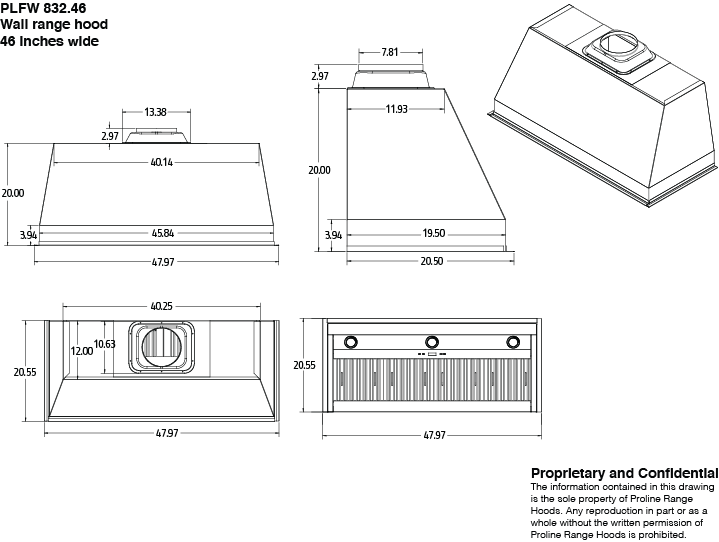 PLFW 832.46
Wall range hood
46 Inches wide
7.81
2.97
11.93
20.00
3.94
19.50
20.50
13.38
2.97
40.14
20.00
3.94
45.84
47.97
40.25
12.00
10.63
20.55
47.97
20.55
47.97
Proprietary and Confidential
The information contained in this drawing
is the sole property of Proline Range
Hoods. Any reproduction in part or as a
whole without the written permission of
Proline Range Hoods is prohibited.